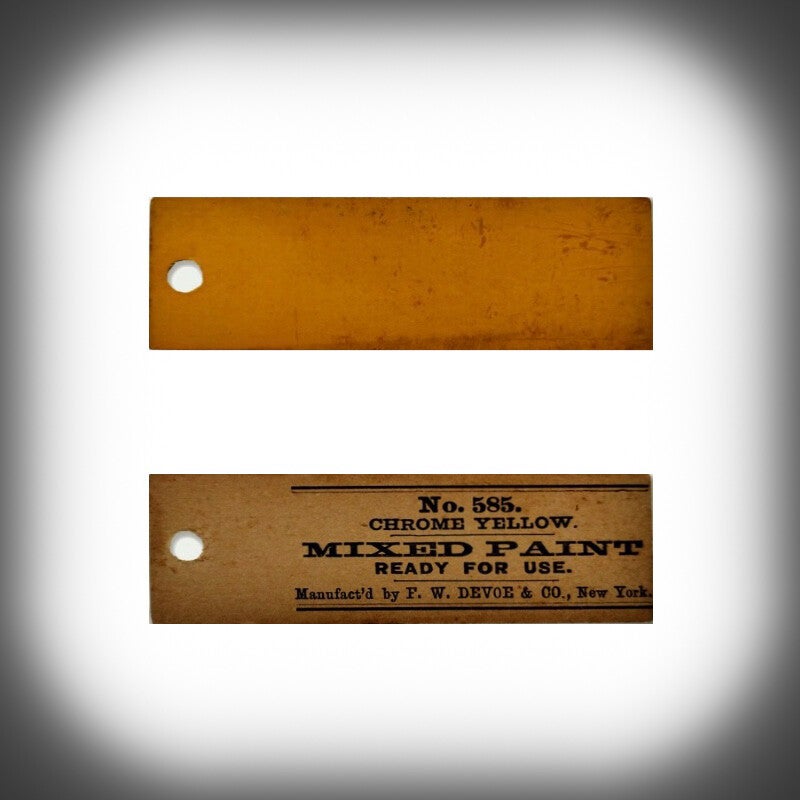 No. 585.
CHROME YELLOW.
MIXED PAINT
READY FOR USE.
Manufact'd by F. W. DEVOE & CO., New York.